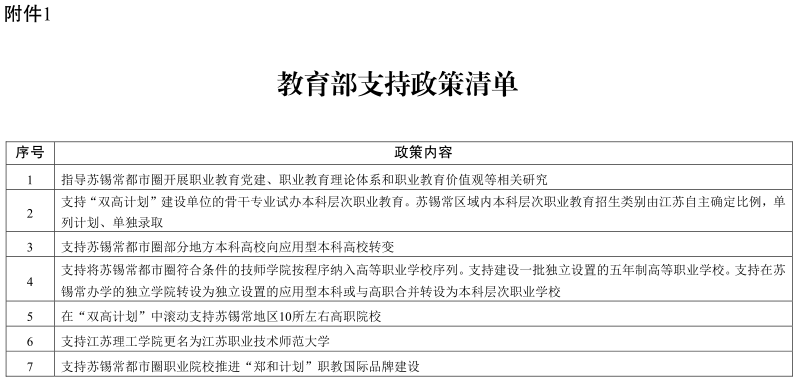 附件1
教育部支持政策清单
序号 政策内容
1 指导苏锡常都市圈开展职业教育党建、职业教育理论体系和职业教育价值观等相关研究
2 支持“双高计划”建设单位的骨干专业试办本科层次职业教育。苏锡常区域内本科层次职业教育招生类别由江苏自主确定比例，单
列计划、单独录取
3 支持苏锡常都市圈部分地方本科高校向应用型本科高校转变
4 支持将苏锡常都市圈符合条件的技师学院按程序纳入高等职业学校序列。支持建设一批独立设置的五年制高等职业学校。支持在苏
锡常办学的独立学院转设为独立设置的应用型本科或与高职合并转设为本科层次职业学校
5 在“双高计划”中滚动支持苏锡常地区10所左右高职院校
6 支持江苏理工学院更名为江苏职业技术师范大学
7 支持苏锡常都市圈职业院校推进“郑和计划”职教国际品牌建设